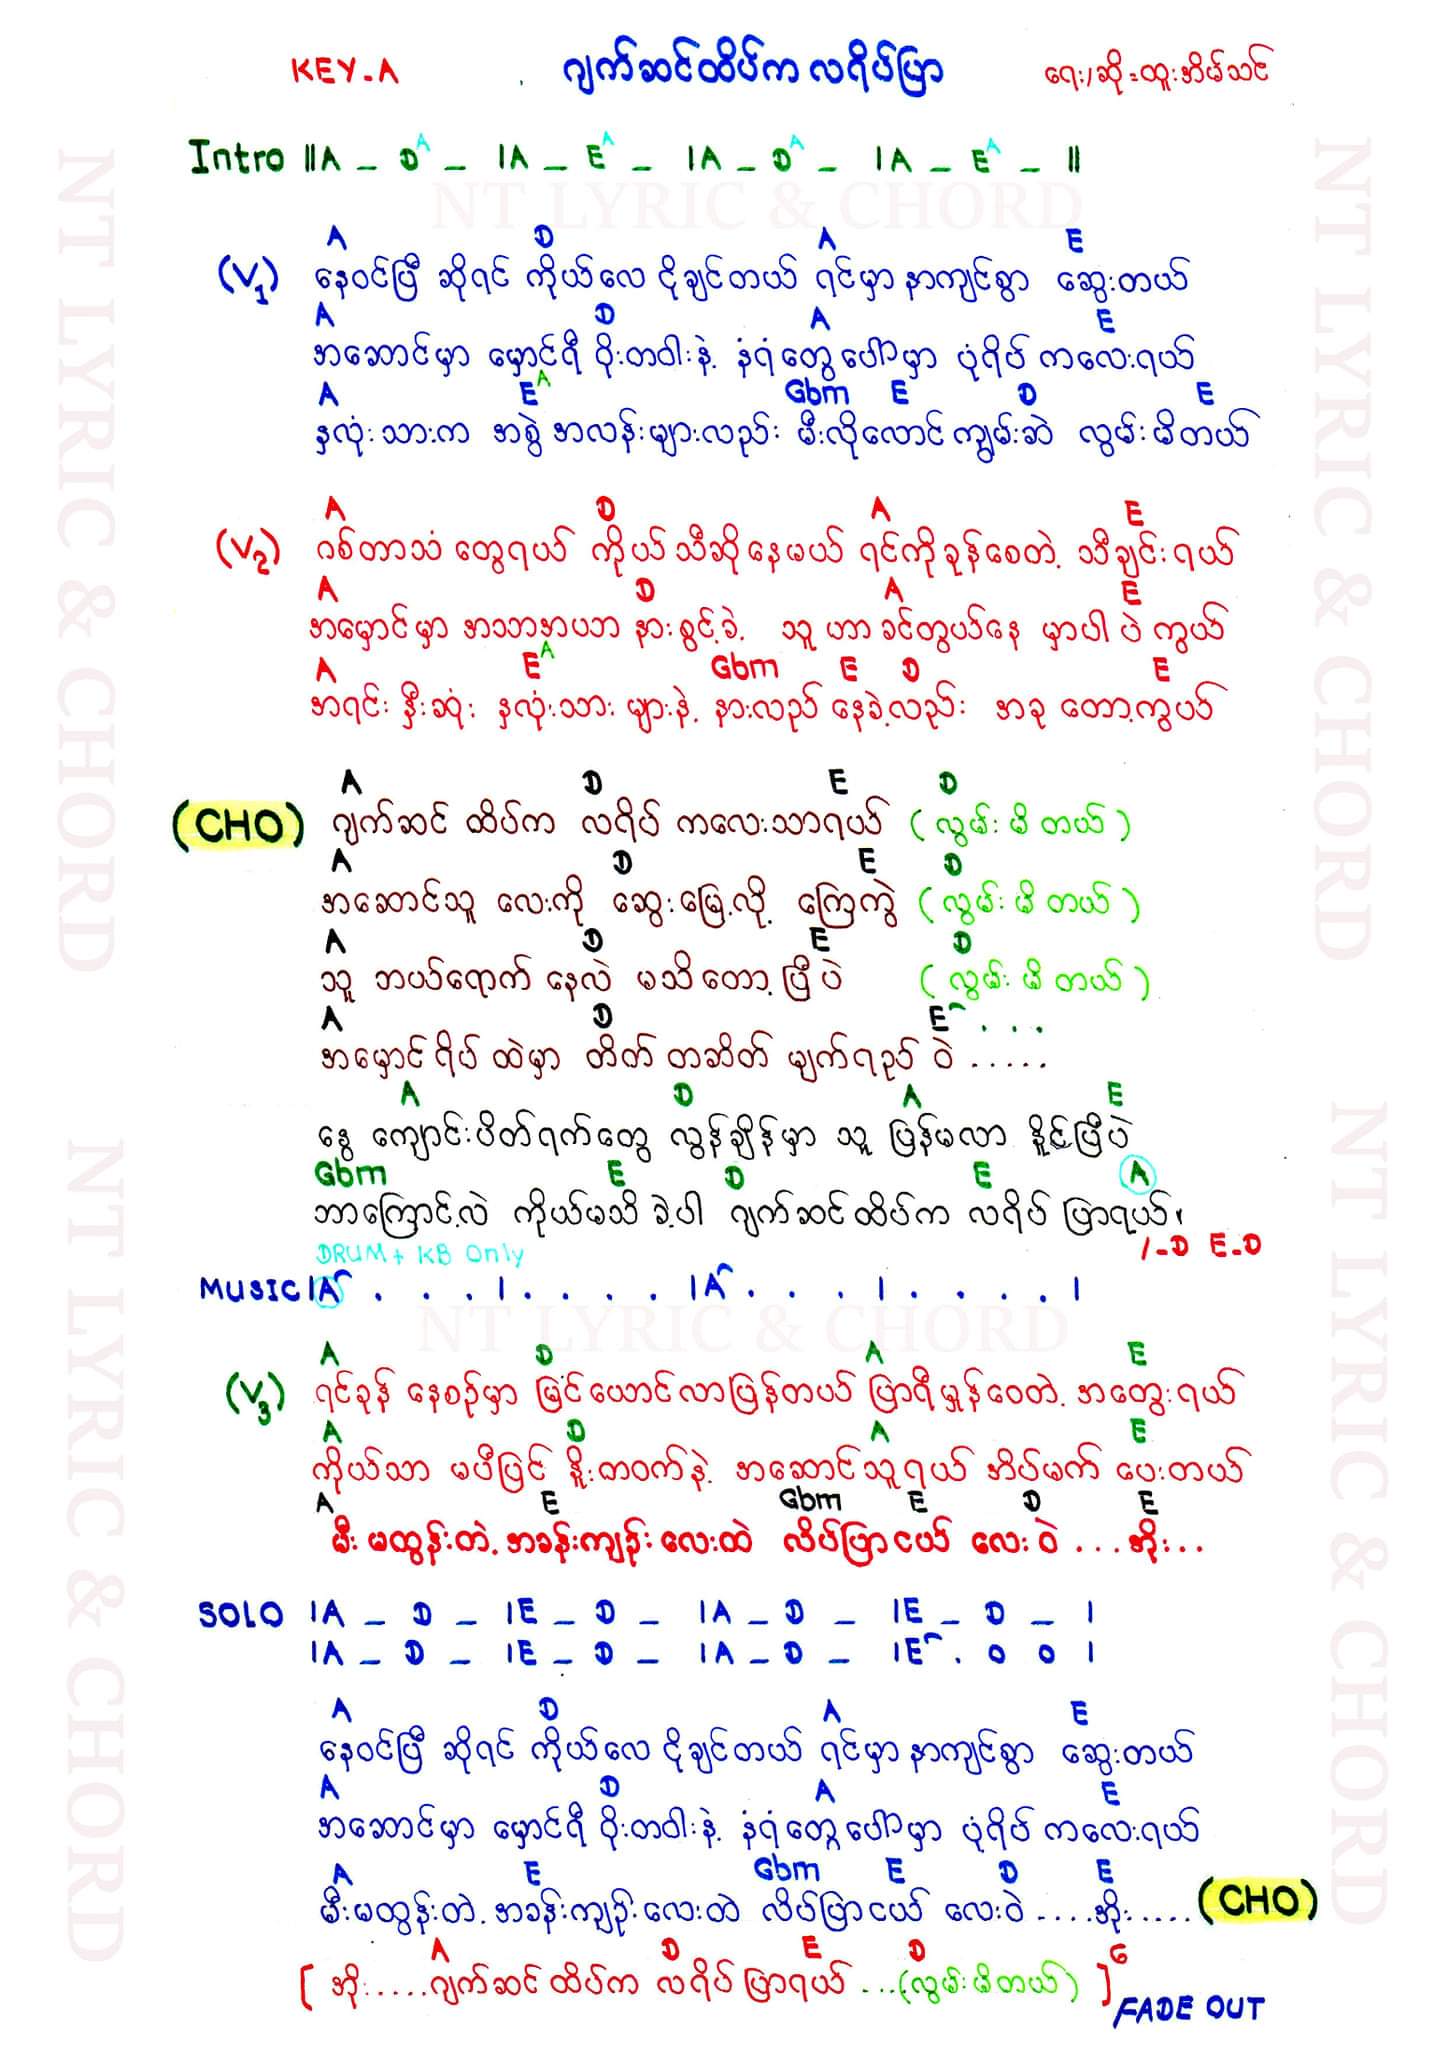 KEY-A ဂျက်ဆင်ထိပ်က လရိပ်ပြာ ရေး/ဆို=ထူးအိမ်သင်
Intro ||A – D A – |A – E A – |A – D A – |A – E A – ||
NT LYRIC & CHORD
A D A E
(V1) နေဝင်ပြီ ဆိုရင် ကိုယ်လေ ငိုချင်တယ် ရင်မှာ နာကျင်စွာ ဆွေးတယ်
A D A E
အဆောင်မှာ မှောင်ရီ ဝိုးတဝါးနဲ့ နံရံတွေပေါ်မှာ ပုံရိပ် ကလေးရယ်
A E A Gbm E D E
နှလုံးသားက အစွဲ အလန်းများလည်း မီးလိုလောင်ကျွမ်းဆဲ လွမ်းမိတယ်
A D A E
(V2) ဂစ်တာသံ တွေရယ် ကိုယ် သီဆိုနေမယ် ရင်ကိုခုန်စေတဲ့ သီချင်းရယ်
A D A E
အမှောင်မှာ အသာအယာ နားစွင့်ခဲ့ သူ ဟာ ခင်တွယ်နေ မှာပါ ပဲ ကွယ်
A E A Gbm E D E
အရင်း နှီးဆုံး နှလုံးသား များနဲ့ နားလည် နေခဲ့လည်း အခု တော့ကွယ်
A D E D
(CHO) ဂျက်ဆင် ထိပ်က လရိပ် ကလေးသာရယ် (လွမ်းမိတယ်)
A D E D
အဆောင်သူ လေးကို ဆွေးမြေ့လို့ ကြေကွဲ (လွမ်းမိတယ်)
A D E D
သူ ဘယ်ရောက် နေလဲ မသိတော့ ပြီ ပဲ (လွမ်းမိတယ်)
A D E . . .
အမှောင်ရိပ် ထဲမှာ တိတ် တဆိတ် မျက်ရည် ဝဲ .....
A D A E
နွေ ကျောင်းပိတ်ရက်တွေ လွန်ချိန်မှာ သူ ပြန်မလာ နိုင်ပြီပဲ
Gbm E D E A
ဘာကြောင့်လဲ ကိုယ်မသိ ခဲ့ပါ ဂျက်ဆင်ထိပ်က လရိပ် ပြာရယ်၊
DRUM + KB Only /-D E-D
MUSIC |A . . . | . . . . |A . . . | . . . . . |
NT LYRIC & CHORD
A D A E
(V3) ရင်ခုန် နေစဉ်မှာ မြင်ယောင်လာပြန်တယ် ပြာရီမှုန်ဝေတဲ့ အတွေးရယ်
A D A E
ကိုယ်သာ မပီပြင် နိုးတဝက်နဲ့ အဆောင်သူရယ် အိပ်မက် ပေးတယ်
A E Gbm E D E
မီး မထွန်းတဲ့ အခန်းကျဉ်း လေးထဲ လိပ်ပြာငယ် လေး ဝဲ ...အိုး...
SOLO |A – D – |E – D – |A – D – |E – D – |
|A – D – |E – D – |A – D – |E . 0 0 |
A D A E
နေဝင်ပြီ ဆိုရင် ကိုယ်လေ ငိုချင်တယ် ရင်မှာ နာကျင်စွာ ဆွေးတယ်
A D A E
အဆောင်မှာ မှောင်ရီ ဝိုးတဝါးနဲ့ နံရံတွေပေါ်မှာ ပုံရိပ် ကလေးရယ်
A E Gbm E D E
မီးမထွန်းတဲ့ အခန်းကျဉ်းလေးထဲ လိပ်ပြာငယ် လေးဝဲ ....အိုး..... (CHO)
A D E D
[ အိုး.....ဂျက်ဆင် ထိပ်က လရိပ် ပြာရယ် ...(လွမ်းမိတယ်) ]6
FADE OUT
NT LYRIC & CHORD
NT LYRIC & CHORD
NT LYRIC & CHORD
NT LYRIC & CHORD